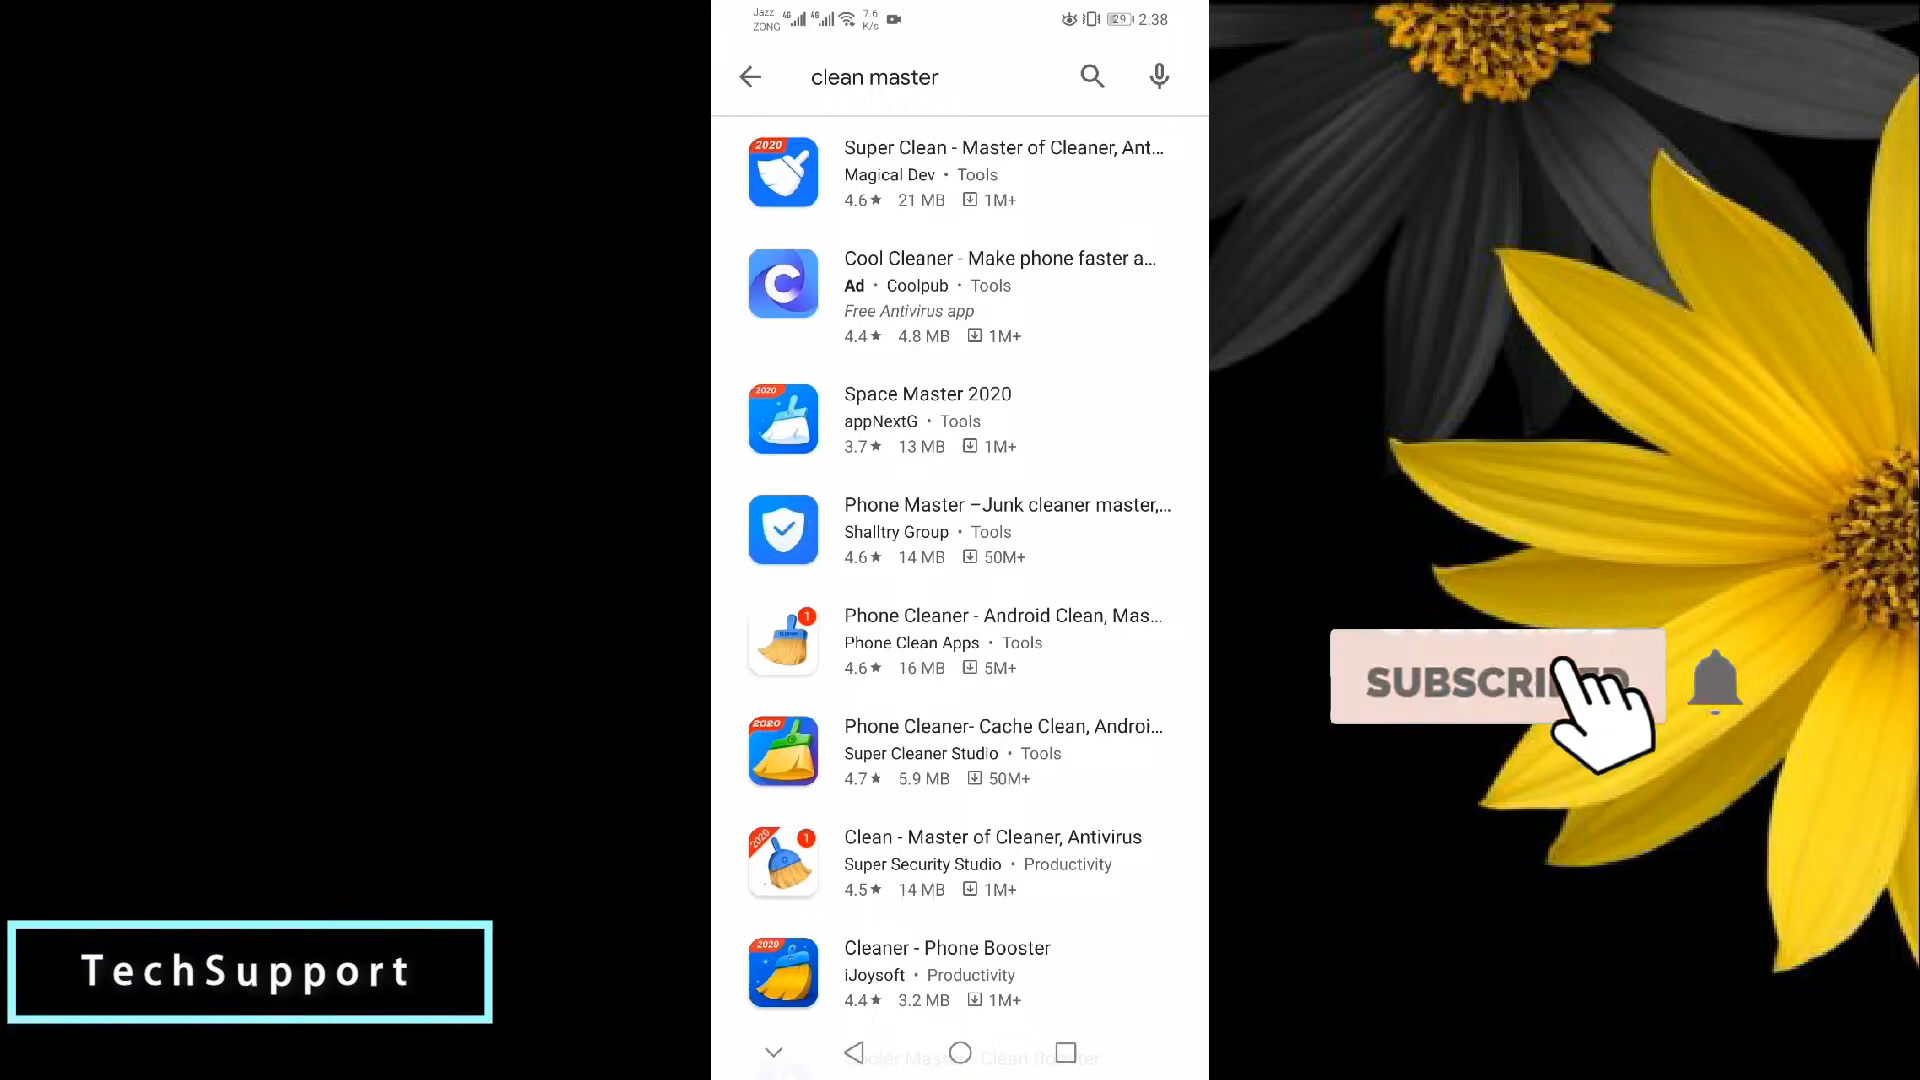 Jazz
ZONG
4G
4G
7.6
K/s
29
2:38
clean master
2020
Super Clean - Master of Cleaner, Ant...
Magical Dev • Tools
4.6★ 21 MB 1M+
Cool Cleaner - Make phone faster a...
Ad • Coolpub • Tools
Free Antivirus app
4.4★ 4.8 MB 1M+
2020
Space Master 2020
appNextG • Tools
3.7★ 13 MB 1M+
Phone Master –Junk cleaner master,...
Shalltry Group • Tools
4.6★ 14 MB 50M+
1
Phone Cleaner - Android Clean, Mas...
Phone Clean Apps • Tools
4.6★ 16 MB 5M+
2020
Phone Cleaner- Cache Clean, Androi...
Super Cleaner Studio • Tools
4.7★ 5.9 MB 50M+
2020
1
Clean - Master of Cleaner, Antivirus
Super Security Studio • Productivity
4.5★ 14 MB 1M+
2020
Cleaner - Phone Booster
iJoysoft • Productivity
4.4★ 3.2 MB 1M+
SUBSCRIBED
TechSupport